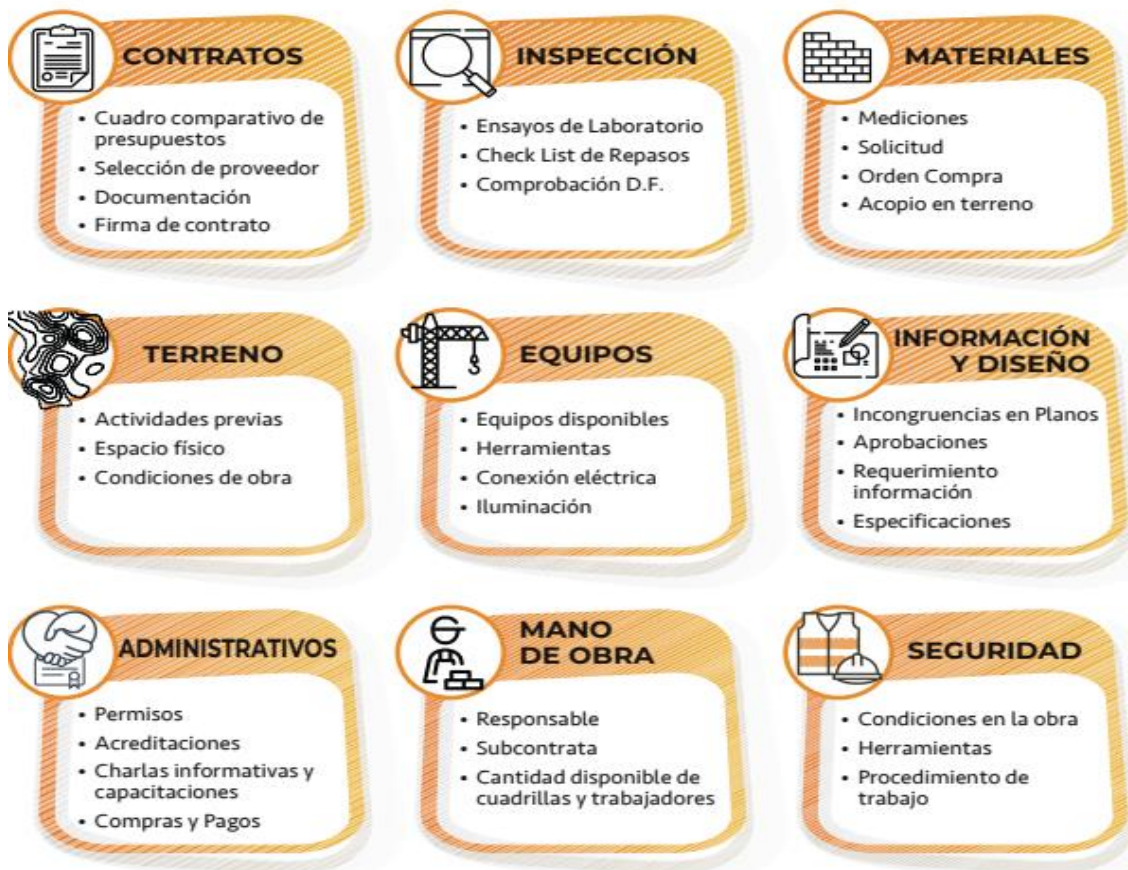 CONTRATOS
• Cuadro comparativo de
presupuestos
• Selección de proveedor
• Documentación
• Firma de contrato
INSPECCIÓN
• Ensayos de Laboratorio
• Check List de Repasos
• Comprobación D.F.
MATERIALES
• Mediciones
• Solicitud
• Orden Compra
• Acopio en terreno
TERRENO
• Actividades previas
• Espacio físico
• Condiciones de obra
EQUIPOS
• Equipos disponibles
• Herramientas
• Conexión eléctrica
• Iluminación
INFORMACIÓN
Y DISEÑO
• Incongruencias en Planos
• Aprobaciones
• Requerimiento
información
• Especificaciones
ADMINISTRATIVOS
• Permisos
• Acreditaciones
• Charlas informativas y
capacitaciones
• Compras y Pagos
MANO
DE OBRA
• Responsable
• Subcontrata
• Cantidad disponible de
cuadrillas y trabajadores
SEGURIDAD
• Condiciones en la obra
• Herramientas
• Procedimiento de
trabajo